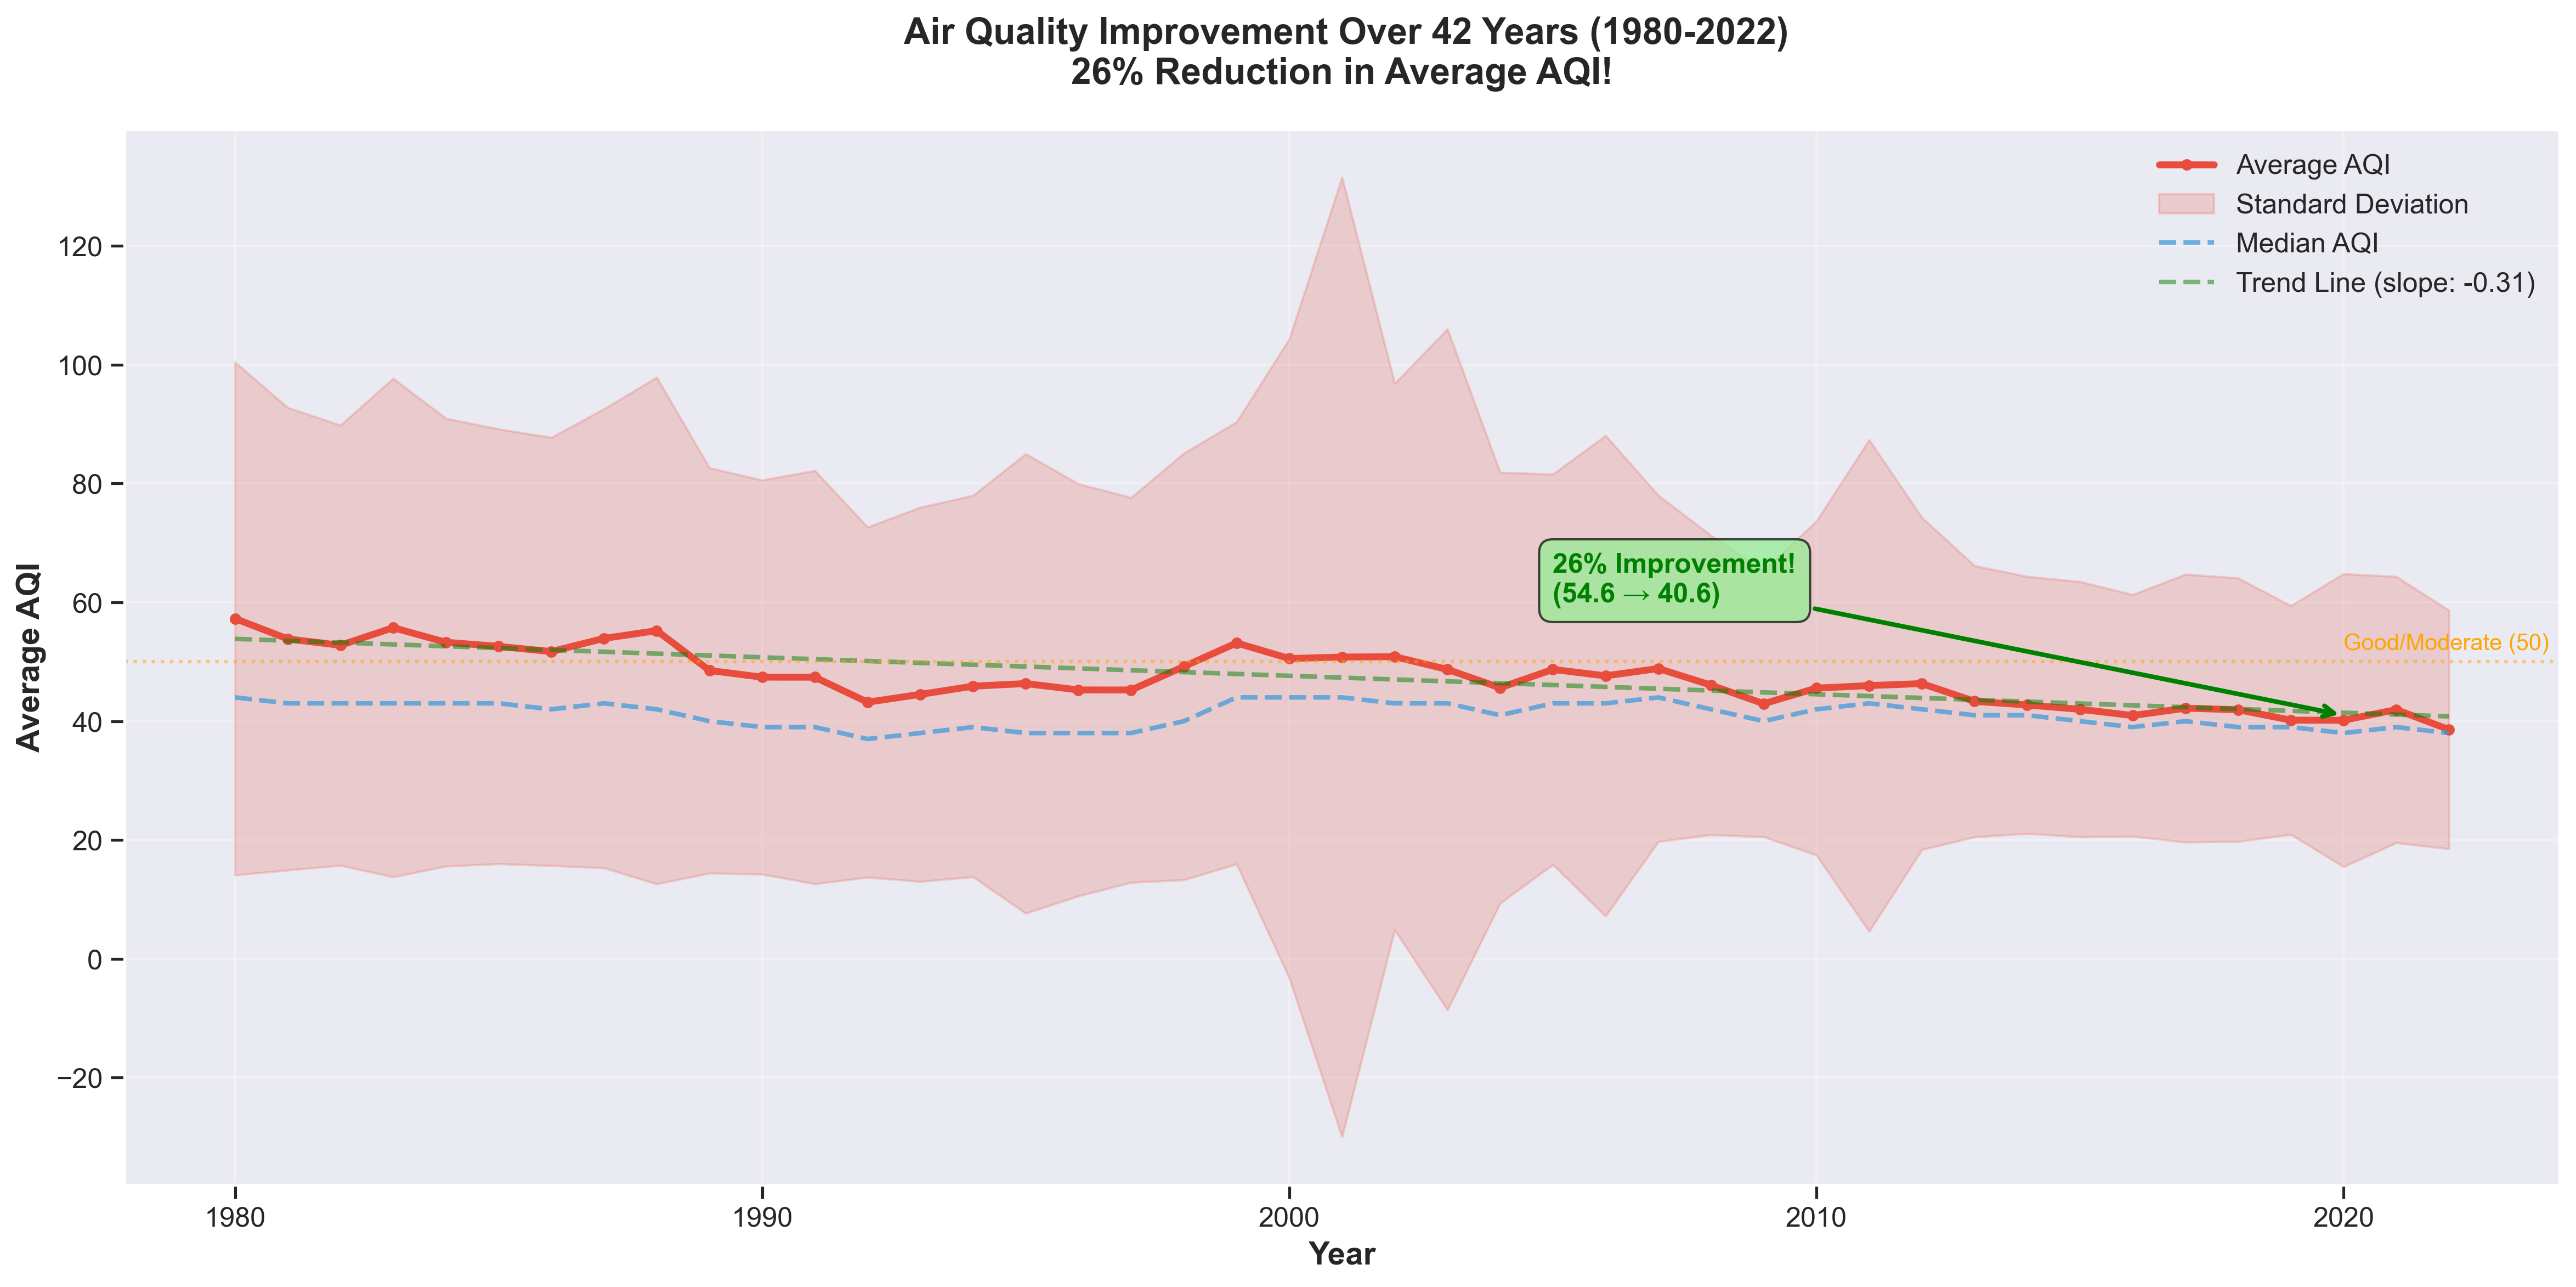 Air Quality Improvement Over 42 Years (1980-2022)
26% Reduction in Average AQI!
Average AQI
Standard Deviation
Median AQI
Trend Line (slope: -0.31)
120
100
80
60
40
20
0
−20
Average AQI
26% Improvement!
(54.6 → 40.6)
Good/Moderate (50)
1980
1990
2000
2010
2020
Year